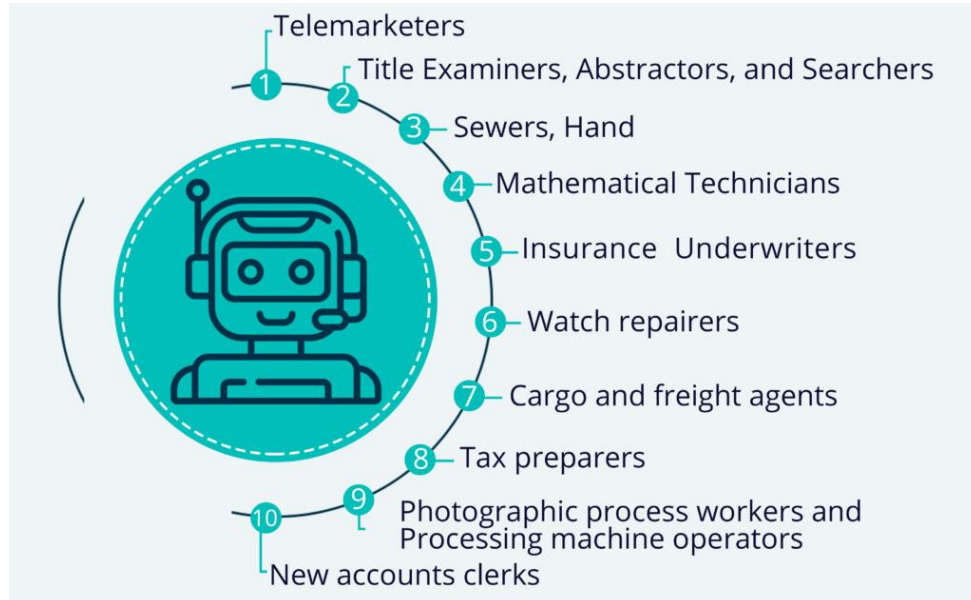 Telemarketers
1
Title Examiners, Abstractors, and Searchers
2
3
Sewers, Hand
4
Mathematical Technicians
5
Insurance Underwriters
6
Watch repairers
7
Cargo and freight agents
8
Tax preparers
9
Photographic process workers and
Processing machine operators
10
New accounts clerks